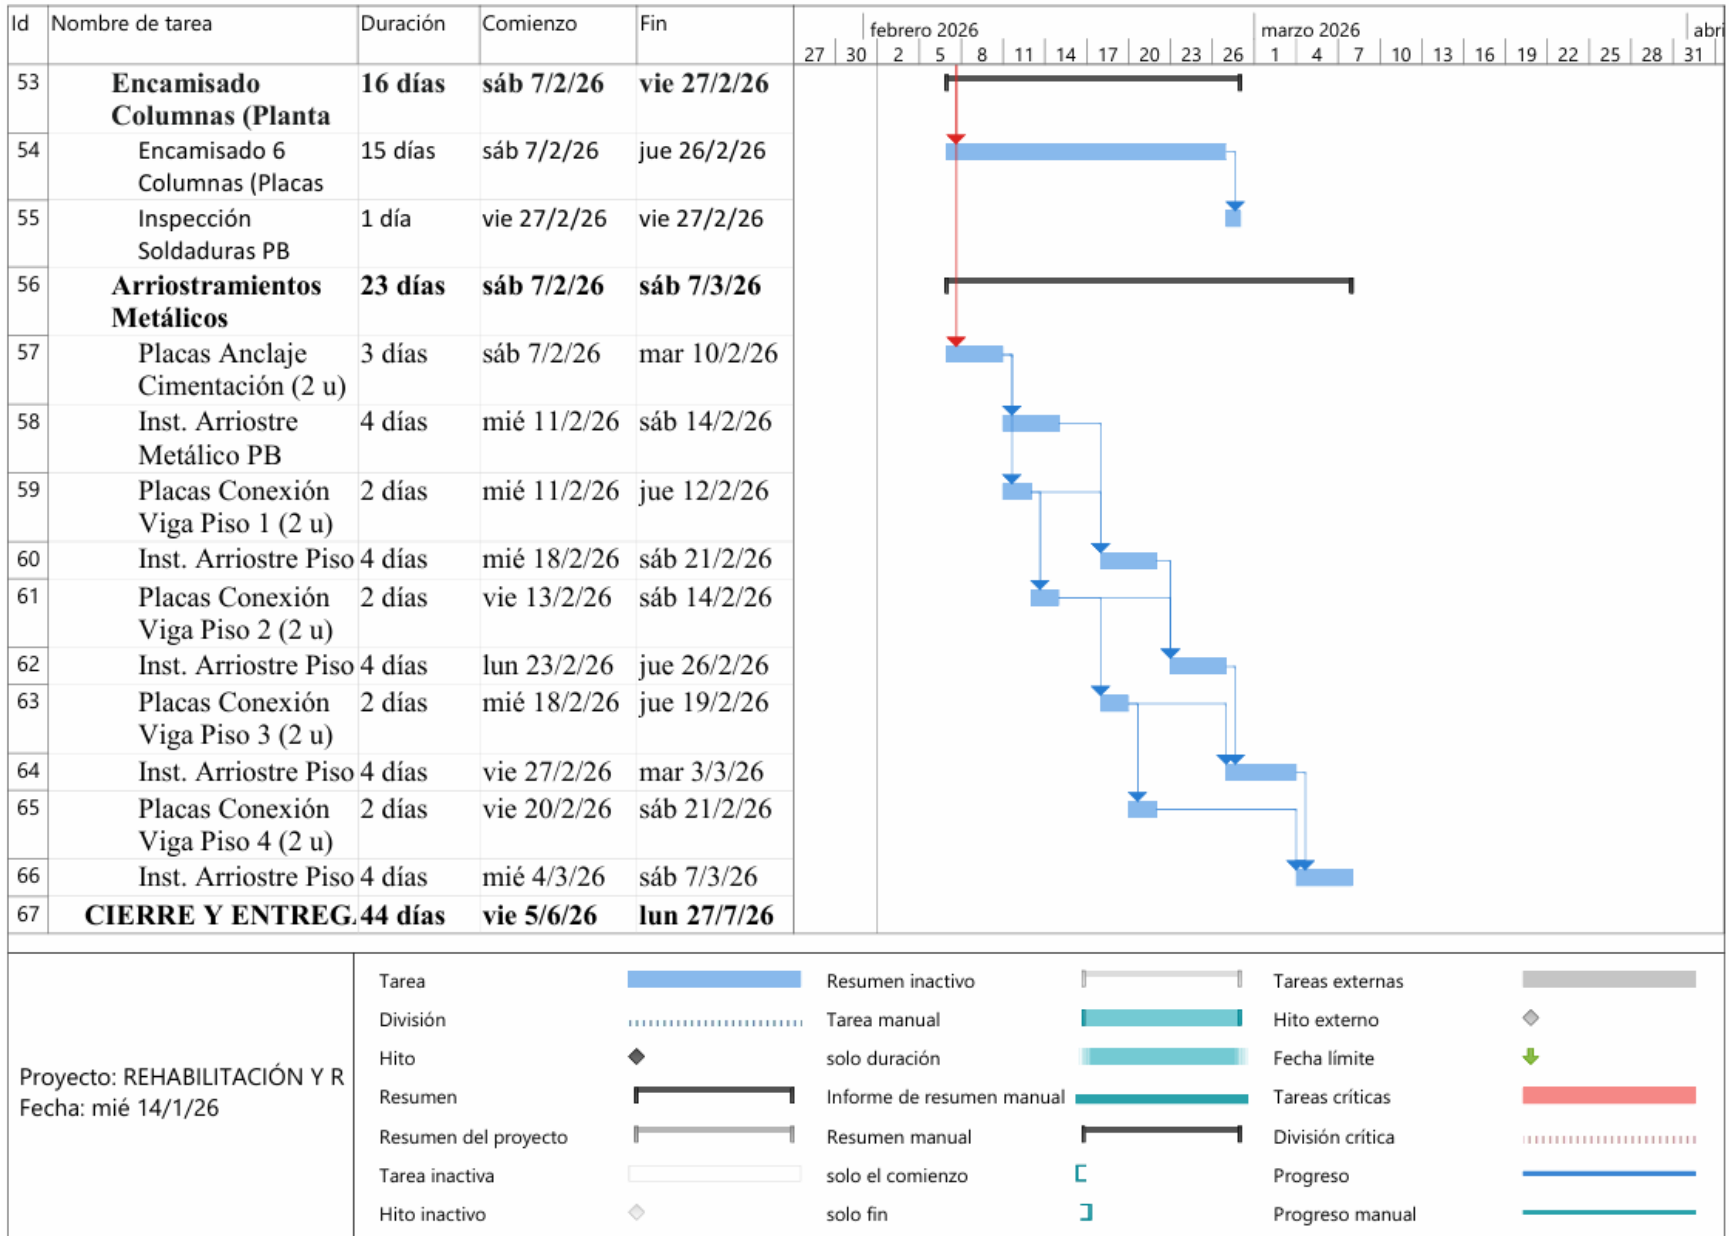 Id Nombre de tarea Duración Comienzo Fin
febrero 2026 marzo 2026 abri
27 30 2 5 8 11 14 17 20 23 26 1 4 7 10 13 16 19 22 25 28 31
53 Encamisado 16 días sáb 7/2/26 vie 27/2/26
Columnas (Planta
54 Encamisado 6 15 días sáb 7/2/26 jue 26/2/26
Columnas (Placas
55 Inspección 1 día vie 27/2/26 vie 27/2/26
Soldaduras PB
56 Arriostramientos 23 días sáb 7/2/26 sáb 7/3/26
Metálicos
57 Placas Anclaje 3 días sáb 7/2/26 mar 10/2/26
Cimentación (2 u)
58 Inst. Arriostre 4 días mié 11/2/26 sáb 14/2/26
Metálico PB
59 Placas Conexión 2 días mié 11/2/26 jue 12/2/26
Viga Piso 1 (2 u)
60 Inst. Arriostre Piso 4 días mié 18/2/26 sáb 21/2/26
61 Placas Conexión 2 días vie 13/2/26 sáb 14/2/26
Viga Piso 2 (2 u)
62 Inst. Arriostre Piso 4 días lun 23/2/26 jue 26/2/26
63 Placas Conexión 2 días mié 18/2/26 jue 19/2/26
Viga Piso 3 (2 u)
64 Inst. Arriostre Piso 4 días vie 27/2/26 mar 3/3/26
65 Placas Conexión 2 días vie 20/2/26 sáb 21/2/26
Viga Piso 4 (2 u)
66 Inst. Arriostre Piso 4 días mié 4/3/26 sáb 7/3/26
67 CIERRE Y ENTREGA 44 días vie 5/6/26 lun 27/7/26
Proyecto: REHABILITACIÓN Y R
Fecha: mié 14/1/26
Tarea Resumen inactivo Tareas externas
División Tarea manual Hito externo
Hito solo duración Fecha límite
Resumen Informe de resumen manual Tareas críticas
Resumen del proyecto Resumen manual División crítica
Tarea inactiva solo el comienzo Progreso
Hito inactivo solo fin Progreso manual